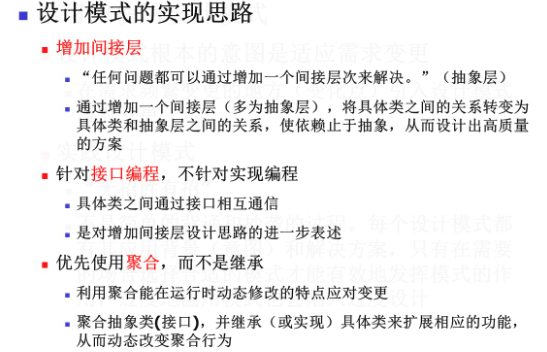 设计模式的实现思路
增加间接层
“任何问题都可以通过增加一个间接层次来解决。”（抽象层）
通过增加一个间接层（多为抽象层），将具体类之间的关系转变为
具体类和抽象层之间的关系，使依赖止于抽象，从而设计出高质量
的方案
针对接口编程，不针对实现编程
具体类之间通过接口相互通信
是对增加间接层设计思路的进一步表述
优先使用聚合，而不是继承
利用聚合能在运行时动态修改的特点应对变更
聚合抽象类(接口)，并继承（或实现）具体类来扩展相应的功能，
从而动态改变聚合行为